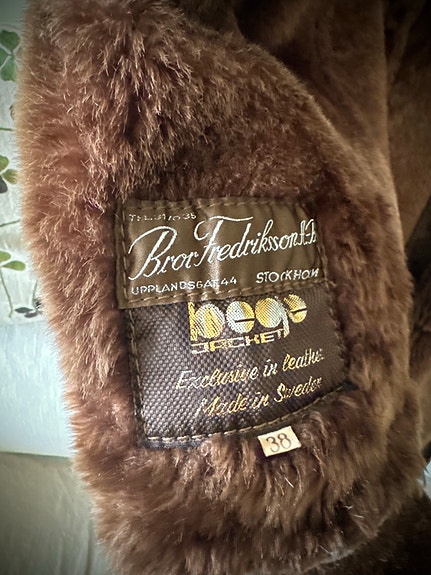 Bror Fredriksson A-B
UPPLANDSGAT. 44 STOCKHOLM
bege
JACKET
Exclusive in leather
Made in Sweden
38